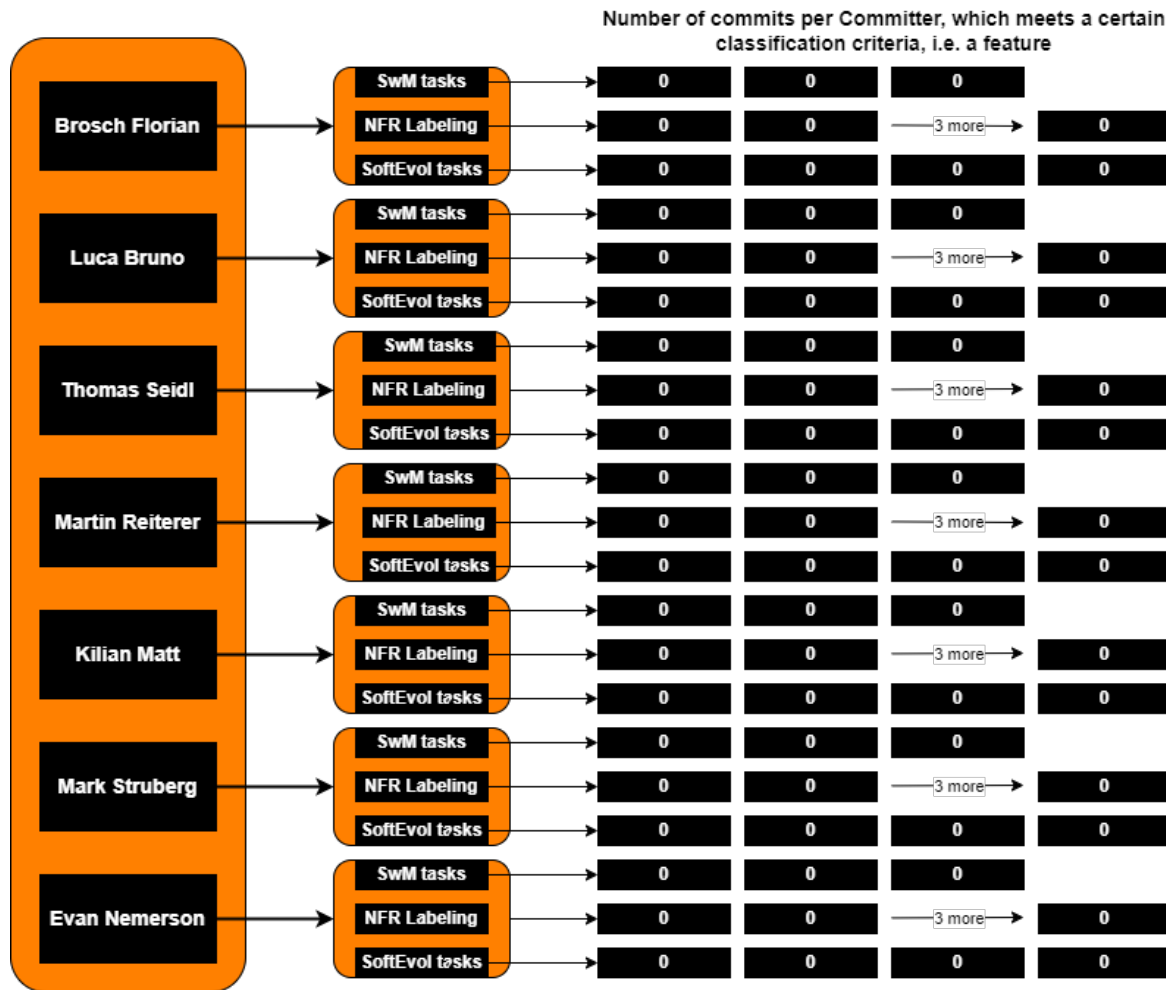 Number of commits per Committer, which meets a certain
classification criteria, i.e. a feature
Brosch Florian
SwM tasks 0 0 0
NFR Labeling 0 0 3 more 0
SoftEvol tasks 0 0 0 0
Luca Bruno
SwM tasks 0 0 0
NFR Labeling 0 0 3 more 0
SoftEvol tasks 0 0 0 0
Thomas Seidl
SwM tasks 0 0 0
NFR Labeling 0 0 3 more 0
SoftEvol tasks 0 0 0 0
Martin Reiterer
SwM tasks 0 0 0
NFR Labeling 0 0 3 more 0
SoftEvol tasks 0 0 0 0
Kilian Matt
SwM tasks 0 0 0
NFR Labeling 0 0 3 more 0
SoftEvol tasks 0 0 0 0
Mark Struberg
SwM tasks 0 0 0
NFR Labeling 0 0 3 more 0
SoftEvol tasks 0 0 0 0
Evan Nemerson
SwM tasks 0 0 0
NFR Labeling 0 0 3 more 0
SoftEvol tasks 0 0 0 0